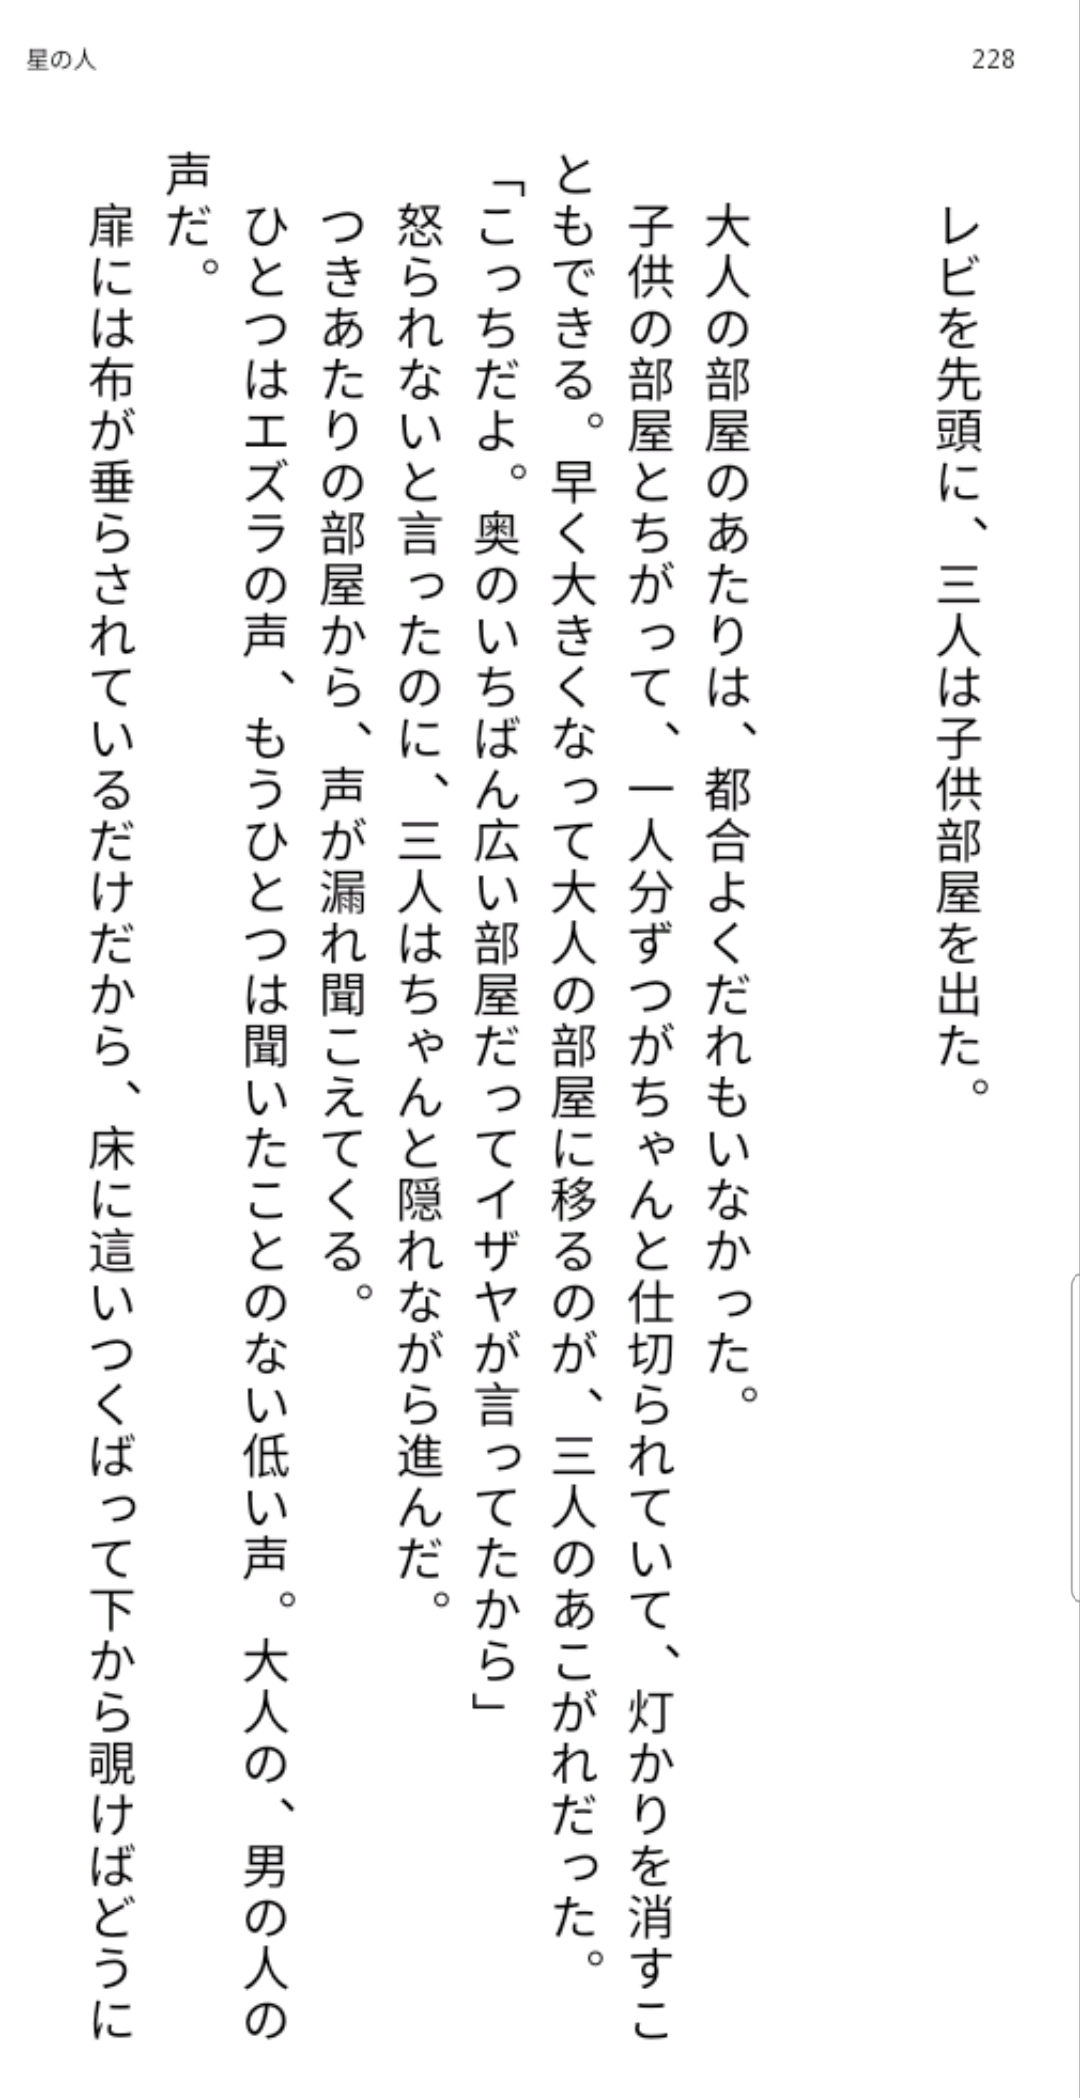 星の人
228
レビを先頭に、三人は子供部屋を出た。
大人の部屋のあたりは、都合よくだれもいなかった。
子供の部屋とちがって、一人分ずつがちゃんと仕切られていて、灯かりを消すこ
ともできる。早く大きくなって大人の部屋に移るのが、三人のあこがれだった。
「こっちだよ。奥のいちばん広い部屋だってイザヤが言ってたから」
怒られないと言ったのに、三人はちゃんと隠れながら進んだ。
つきあたりの部屋から、声が漏れ聞こえてくる。
ひとつはエズラの声、もうひとつは聞いたことのない低い声。大人の、男の人の
声だ。
扉には布が垂らされているだけだから、床に這いつくばって下から覗けばどうに